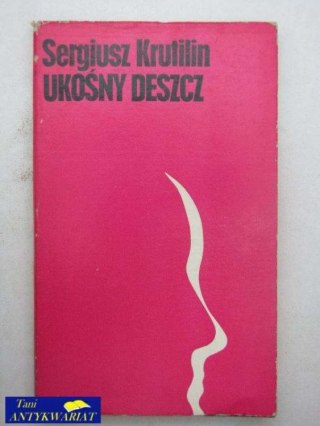 Sergiusz Krutilin
UKOŚNY DESZCZ
Tani
ANTYKWARIAT